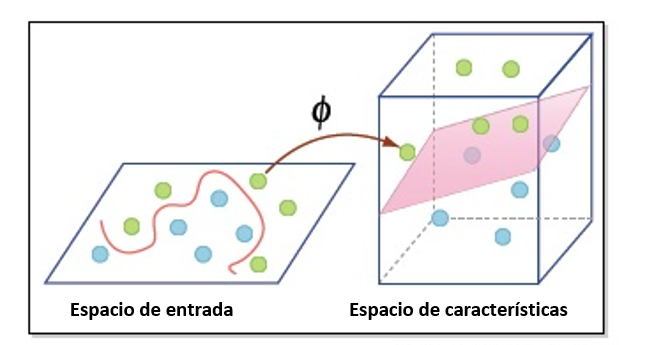 ϕ
Espacio de entrada
Espacio de características